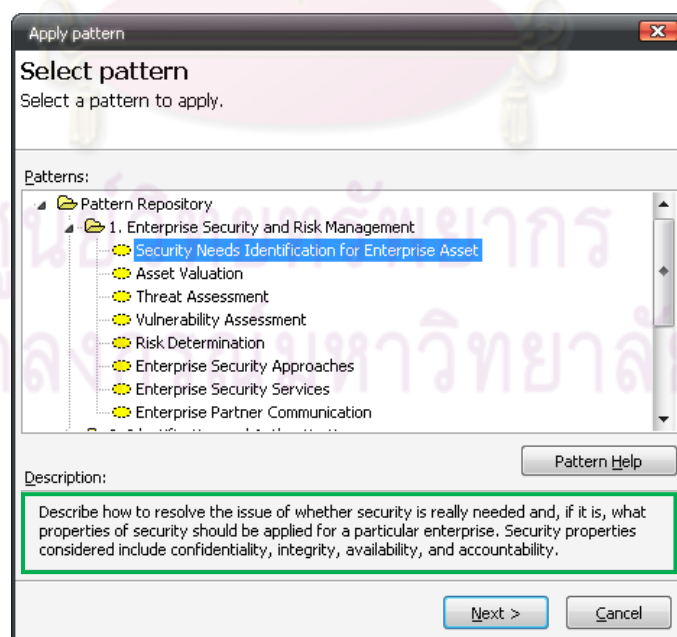 Apply pattern
Select pattern
Select a pattern to apply.
Patterns:
Pattern Repository
1. Enterprise Security and Risk Management
Security Needs Identification for Enterprise Asset
Asset Valuation
Threat Assessment
Vulnerability Assessment
Risk Determination
Enterprise Security Approaches
Enterprise Security Services
Enterprise Partner Communication
Pattern Help
Description:
Describe how to resolve the issue of whether security is really needed and, if it is, what
properties of security should be applied for a particular enterprise. Security properties
considered include confidentiality, integrity, availability, and accountability.
Next >
Cancel